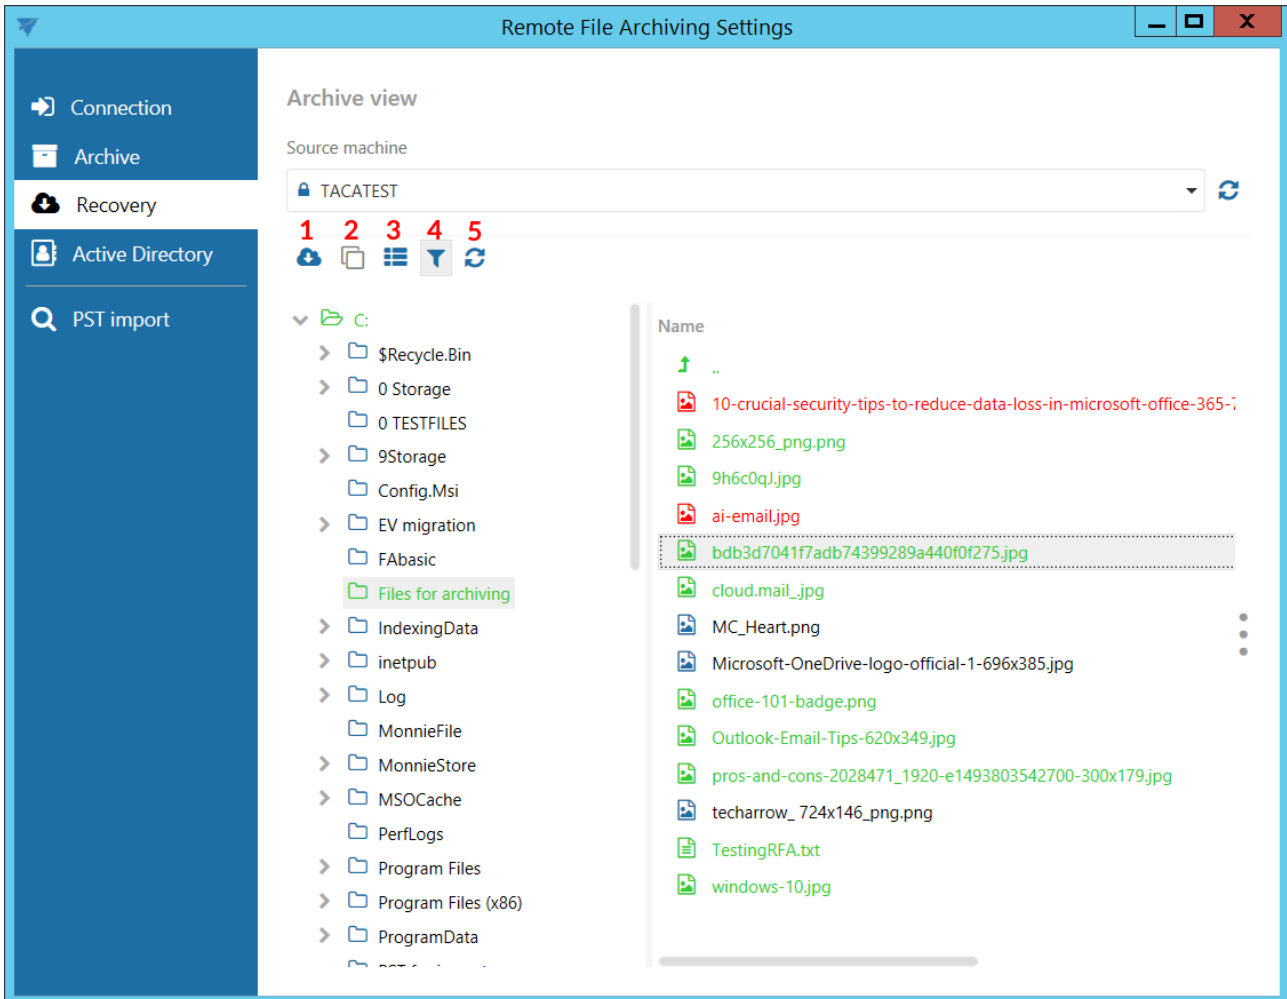 Remote File Archiving Settings
Connection
Archive
Recovery
Active Directory
PST import
Archive view
Source machine
TACATEST
1 2 3 4 5
C:
$Recycle.Bin
0 Storage
0 TESTFILES
9Storage
Config.Msi
EV migration
FAbasic
Files for archiving
IndexingData
inetpub
Log
MonnieFile
MonnieStore
MSOCache
PerfLogs
Program Files
Program Files (x86)
ProgramData
Name
..
10-crucial-security-tips-to-reduce-data-loss-in-microsoft-office-365-
256x256_png.png
9h6c0qJ.jpg
ai-email.jpg
bdb3d7041f7adb74399289a440f0f275.jpg
cloud.mail_.jpg
MC_Heart.png
Microsoft-OneDrive-logo-official-1-696x385.jpg
office-101-badge.png
Outlook-Email-Tips-620x349.jpg
pros-and-cons-2028471_1920-e1493803542700-300x179.jpg
techarrow_ 724x146_png.png
TestingRFA.txt
windows-10.jpg